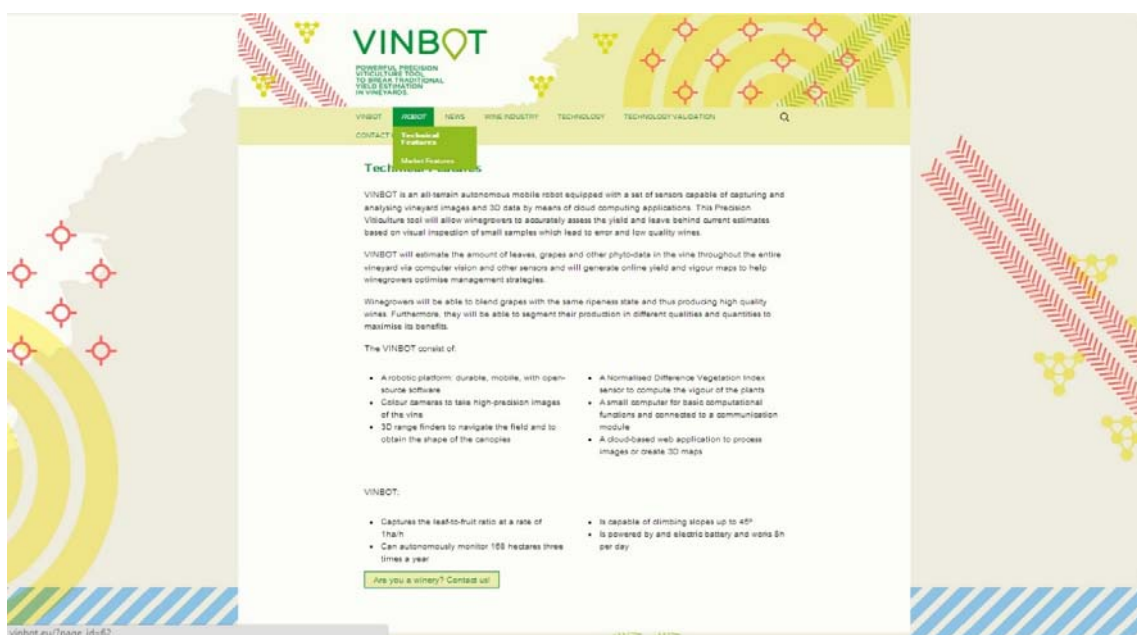 VINBOT
POWERFUL PRECISION
VITICULTURE TOOL
TO BREAK TRADITIONAL
YIELD ESTIMATION
IN VINEYARDS.
VINBOT ROBOT NEWS WINE INDUSTRY TECHNOLOGY TECHNOLOGY VALIDATION
CONTACT
Technical
Features
Market Features
Technical Features
VINBOT is an all-terrain autonomous mobile robot equipped with a set of sensors capable of capturing and
analysing vineyard images and 3D data by means of cloud computing applications. This Precision
Viticulture tool will allow winegrowers to accurately assess the yield and leave behind current estimates
based on visual inspection of small samples which lead to error and low quality wines.
VINBOT will estimate the amount of leaves, grapes and other phyto-data in the vine throughout the entire
vineyard via computer vision and other sensors and will generate online yield and vigour maps to help
winegrowers optimise management strategies.
Winegrowers will be able to blend grapes with the same ripeness state and thus producing high quality
wines. Furthermore, they will be able to segment their production in different qualities and quantities to
maximise its benefits.
The VINBOT consist of:
• A robotic platform: durable, mobile, with open-
source software
• Colour cameras to take high-precision images
of the vine
• 3D range finders to navigate the field and to
obtain the shape of the canopies
• A Normalised Difference Vegetation Index
sensor to compute the vigour of the plants
• A small computer for basic computational
functions and connected to a communication
module
• A cloud-based web application to process
images or create 3D maps
VINBOT:
• Captures the leaf-to-fruit ratio at a rate of
1ha/h
• Can autonomously monitor 168 hectares three
times a year
• Is capable of climbing slopes up to 45º
• Is powered by and electric battery and works 8h
per day
Are you a winery? Contact us!
vinbot.eu/?page_id=62